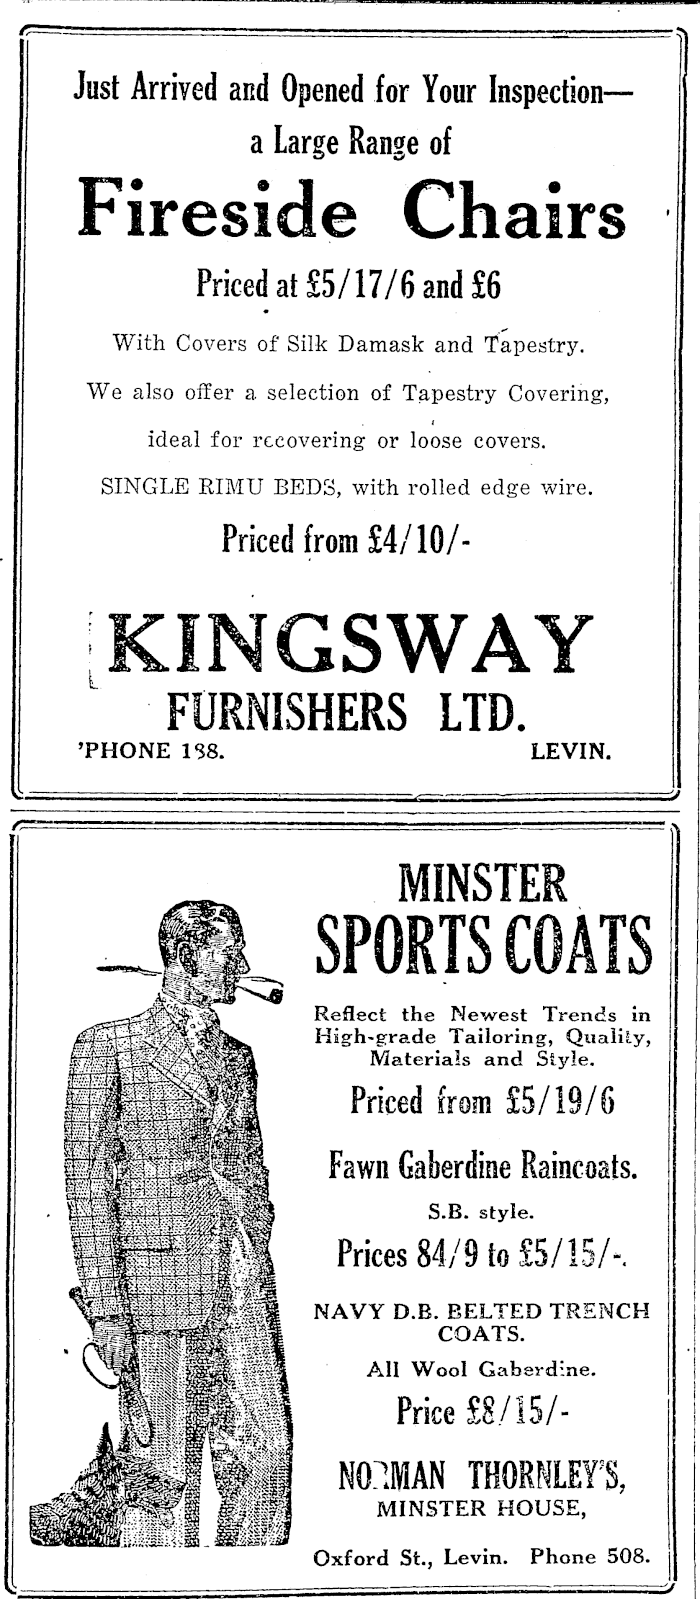 Just Arrived and Opened for Your Inspection—
a Large Range of
Fireside Chairs
Priced at £5/17/6 and £6
With Covers of Silk Damask and Tapestry.
We also offer a selection of Tapestry Covering,
ideal for recovering or loose covers.
SINGLE RIMU BEDS, with rolled edge wire.
Priced from £4/10/-
KINGSWAY
FURNISHERS LTD.
'PHONE 188. LEVIN.
MINSTER
SPORTS COATS
Reflect the Newest Trends in
High-grade Tailoring, Quality,
Materials and Style.
Priced from £5/19/6
Fawn Gaberdine Raincoats.
S.B. style.
Prices 84/9 to £5/15/-.
NAVY D.B. BELTED TRENCH
COATS.
All Wool Gaberdine.
Price £8/15/-
NORMAN THORNLEY'S,
MINSTER HOUSE,
Oxford St., Levin. Phone 508.